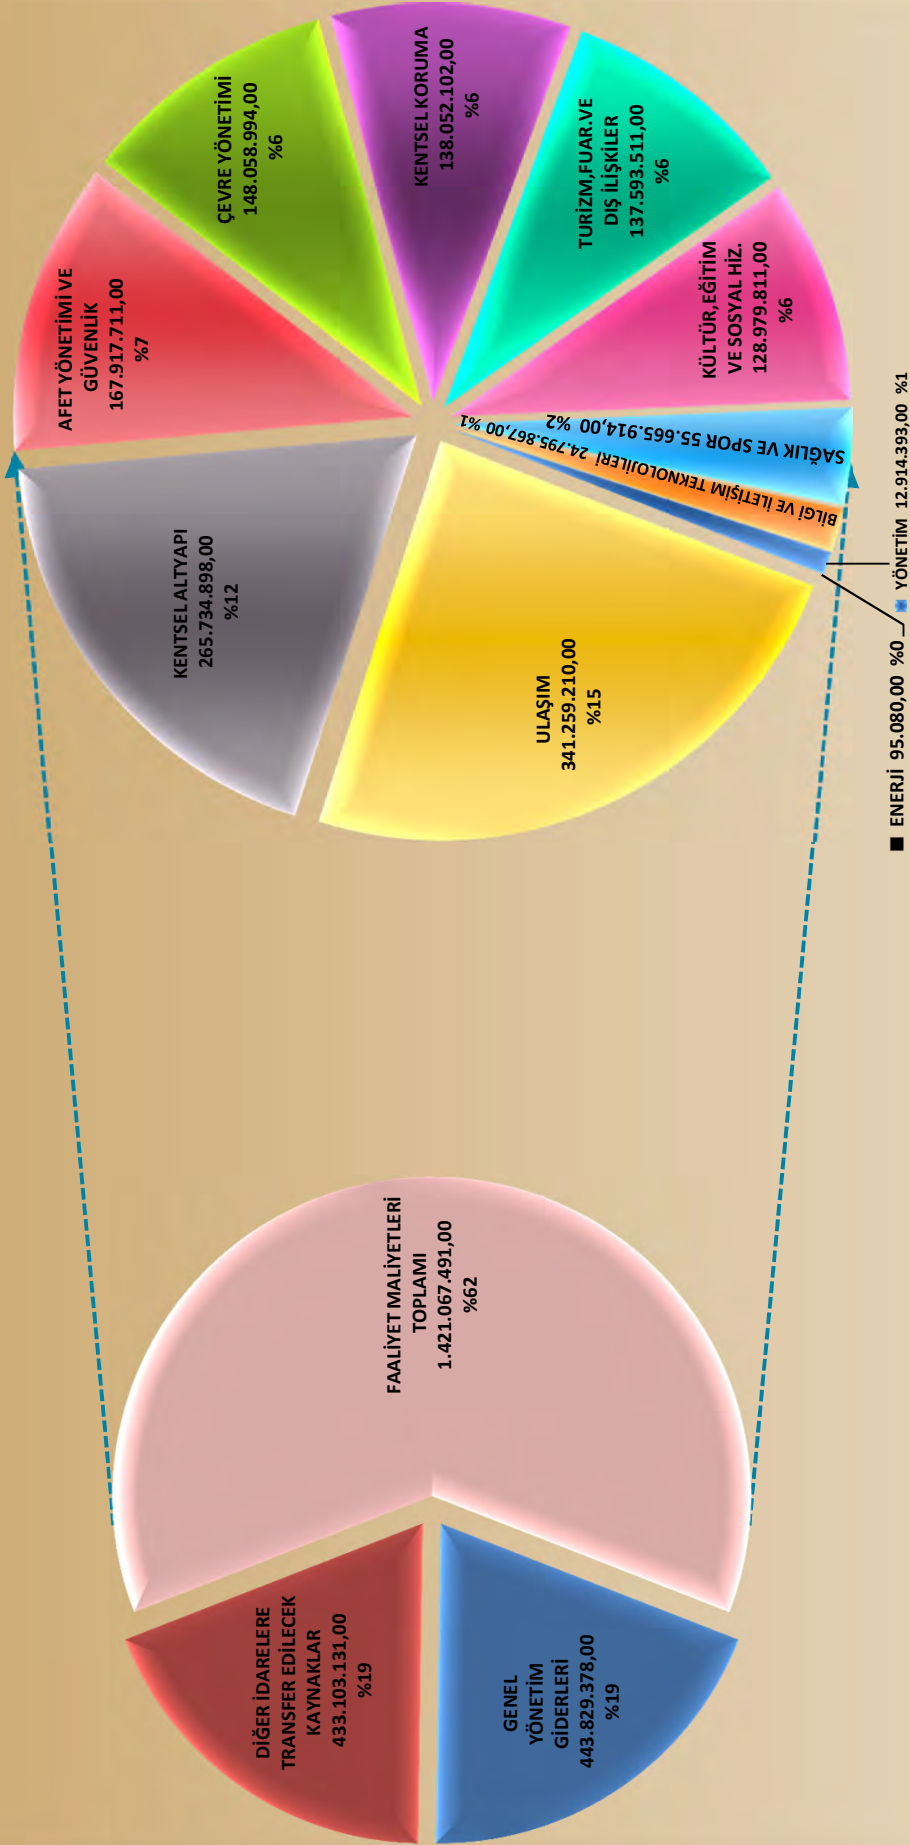 DİĞER İDARELERE
TRANSFER EDİLECEK
KAYNAKLAR
433.103.131,00
%19
GENEL
YÖNETİM
GİDERLERİ
443.829.378,00
%19
FAALİYET MALİYETLERİ
TOPLAMI
1.421.067.491,00
%62
KENTSEL ALTYAPI
265.734.898,00
%12
AFET YÖNETİMİ VE
GÜVENLİK
167.917.711,00
%7
ÇEVRE YÖNETİMİ
148.058.994,00
%6
KENTSEL KORUMA
138.052.102,00
%6
TURİZM,FUAR.VE
DIŞ İLİŞKİLER
137.593.511,00
%6
KÜLTÜR,EĞİTİM
VE SOSYAL HİZ.
128.979.811,00
%6
SAĞLIK VE SPOR 55.665.914,00 %2
BİLGİ VE İLETİŞİM TEKNOLOJİLERİ 24.795.867,00 %1
ULAŞIM
341.259.210,00
%15
ENERJİ 95.080,00 %0
YÖNETİM 12.914.393,00 %1